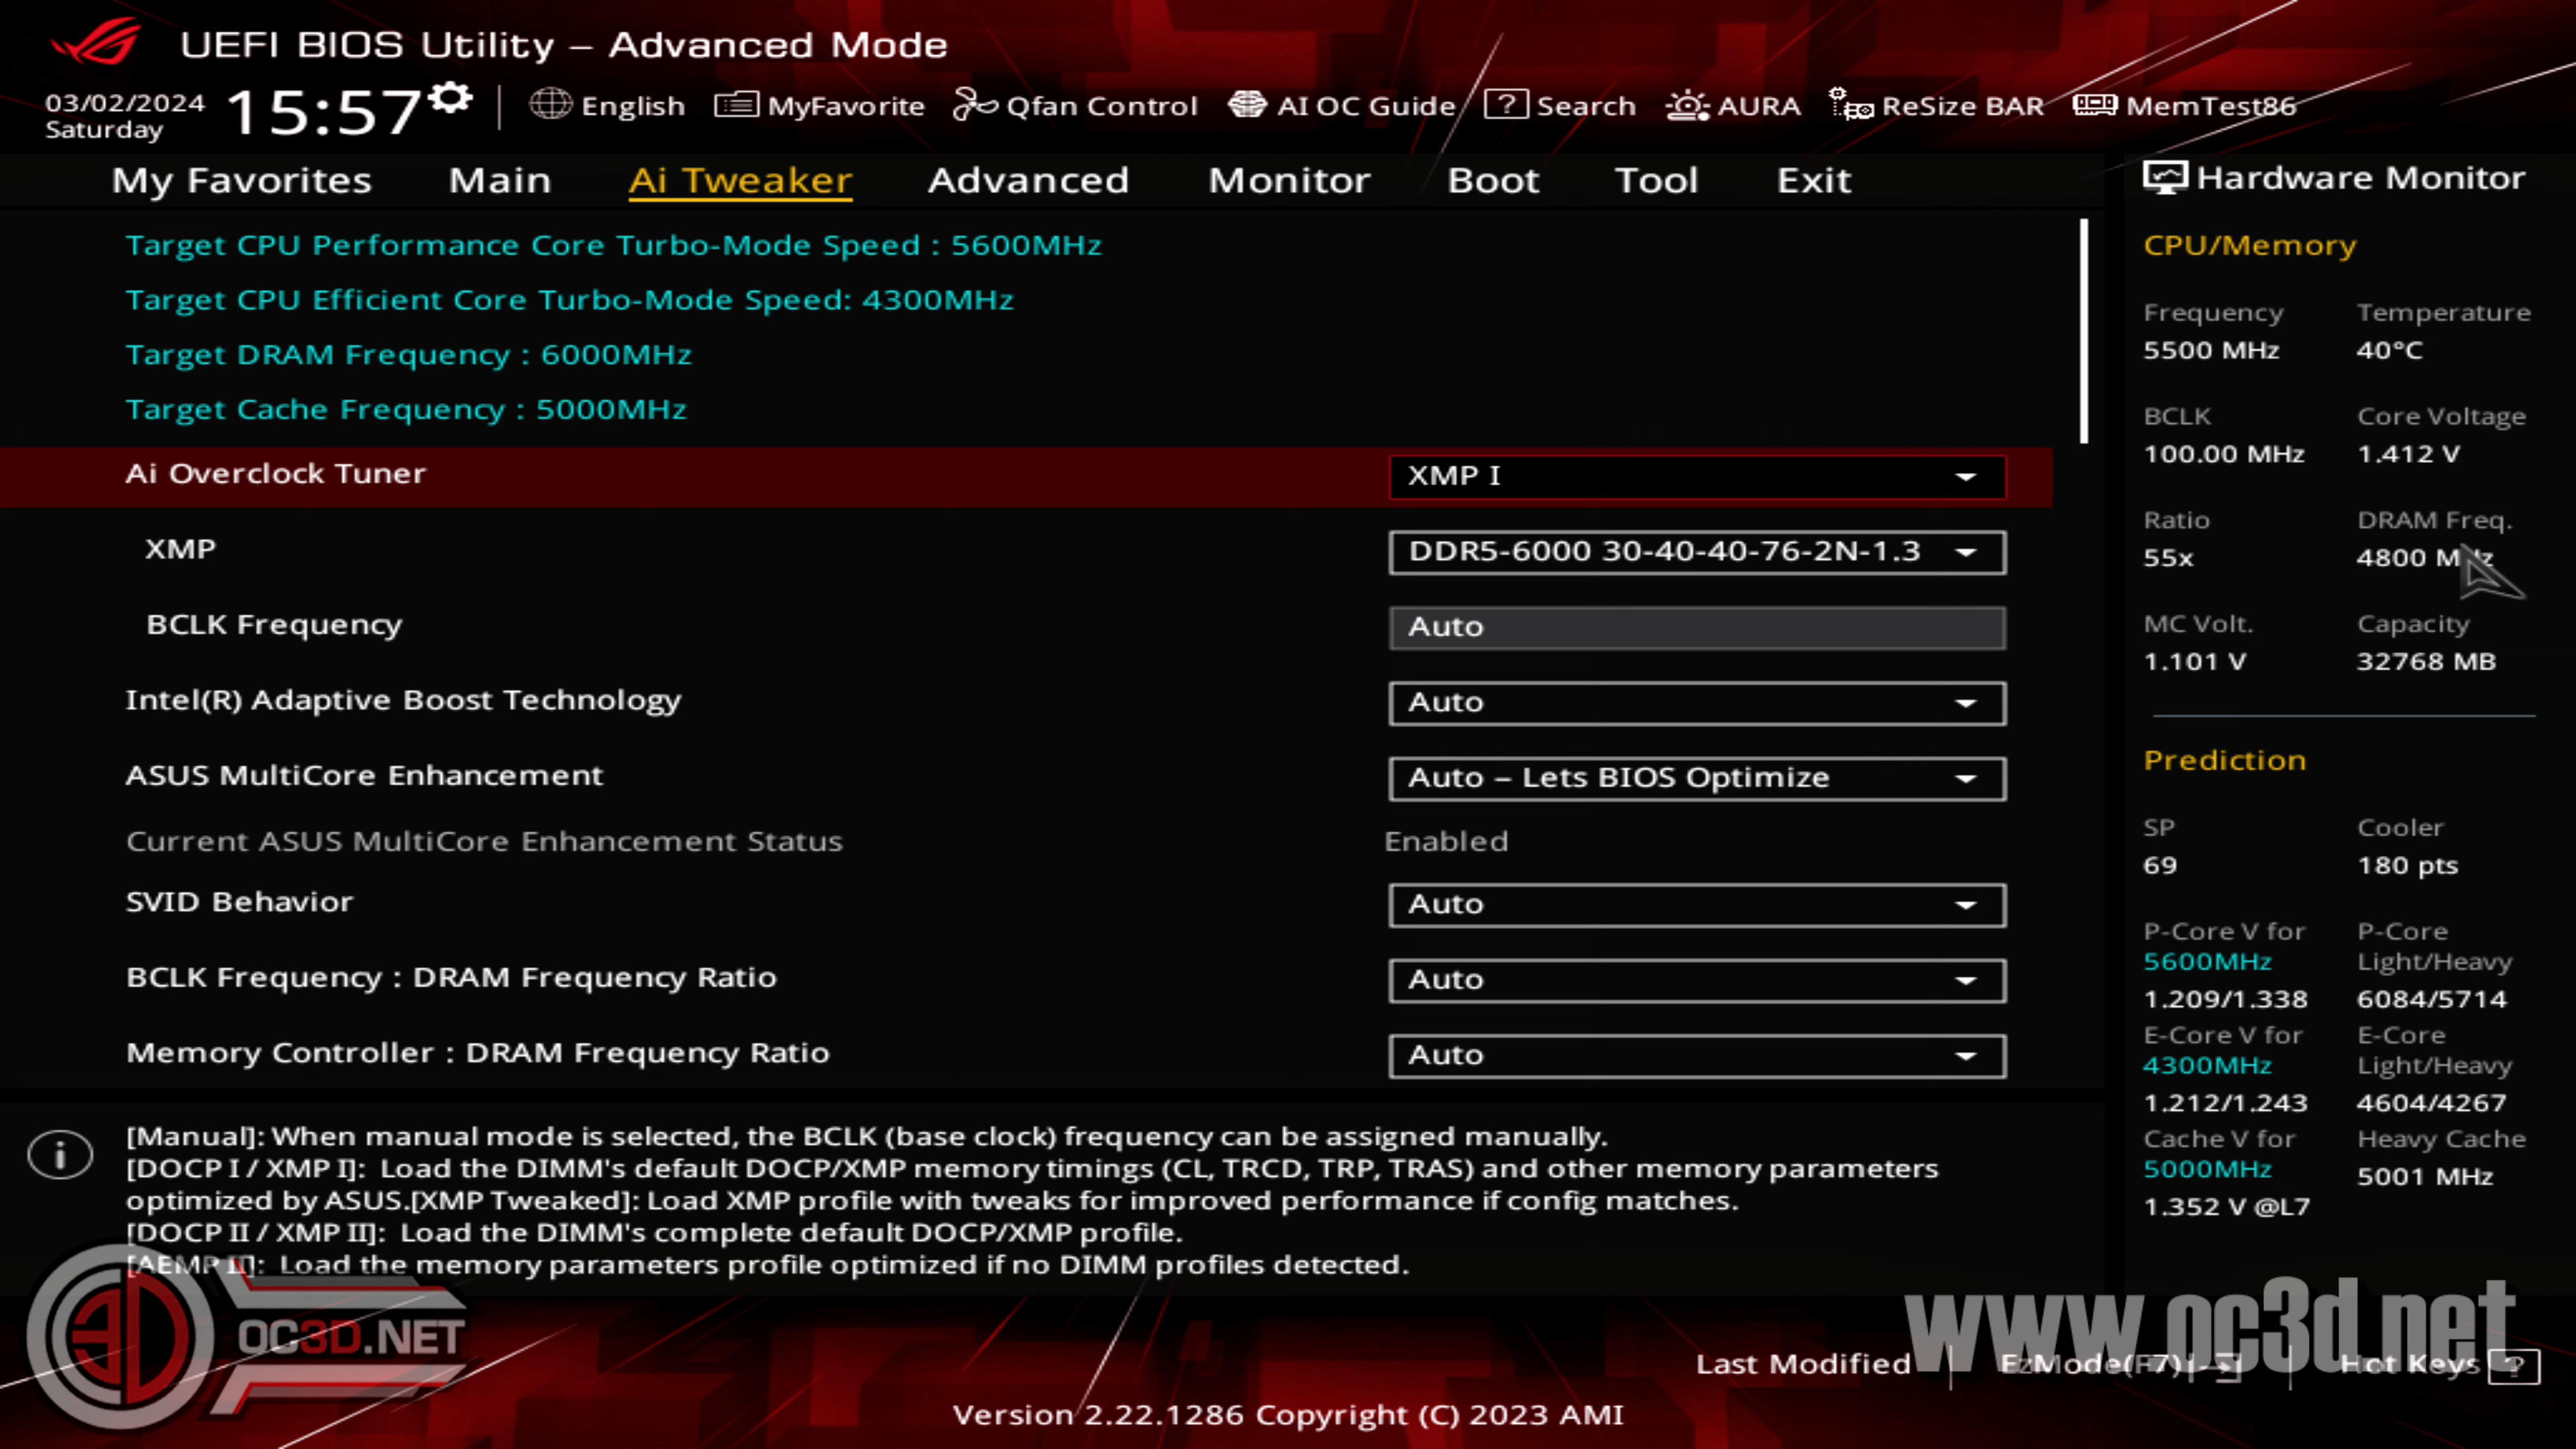 UEFI BIOS Utility – Advanced Mode
03/02/2024
Saturday
15:57
English
MyFavorite
Qfan Control
AI OC Guide
? Search
AURA
ReSize BAR
MemTest86
My Favorites
Main
Ai Tweaker
Advanced
Monitor
Boot
Tool
Exit
Target CPU Performance Core Turbo-Mode Speed : 5600MHz
Target CPU Efficient Core Turbo-Mode Speed: 4300MHz
Target DRAM Frequency : 6000MHz
Target Cache Frequency : 5000MHz
Ai Overclock Tuner XMP I
XMP DDR5-6000 30-40-40-76-2N-1.3
BCLK Frequency Auto
Intel(R) Adaptive Boost Technology Auto
ASUS MultiCore Enhancement Auto – Lets BIOS Optimize
Current ASUS MultiCore Enhancement Status Enabled
SVID Behavior Auto
BCLK Frequency : DRAM Frequency Ratio Auto
Memory Controller : DRAM Frequency Ratio Auto
[Manual]: When manual mode is selected, the BCLK (base clock) frequency can be assigned manually.
[DOCP I / XMP I]: Load the DIMM's default DOCP/XMP memory timings (CL, TRCD, TRP, TRAS) and other memory parameters
optimized by ASUS.[XMP Tweaked]: Load XMP profile with tweaks for improved performance if config matches.
[DOCP II / XMP II]: Load the DIMM's complete default DOCP/XMP profile.
[AEMP II]: Load the memory parameters profile optimized if no DIMM profiles detected.
Hardware Monitor
CPU/Memory
Frequency Temperature
5500 MHz 40°C
BCLK Core Voltage
100.00 MHz 1.412 V
Ratio DRAM Freq.
55x 4800 MHz
MC Volt. Capacity
1.101 V 32768 MB
Prediction
SP Cooler
69 180 pts
P-Core V for P-Core
5600MHz Light/Heavy
1.209/1.338 6084/5714
E-Core V for E-Core
4300MHz Light/Heavy
1.212/1.243 4604/4267
Cache V for Heavy Cache
5000MHz 5001 MHz
1.352 V @L7
OC3D.NET
www.oc3d.net
Last Modified
EzMode(F7)
Hot Keys ?
Version 2.22.1286 Copyright (C) 2023 AMI